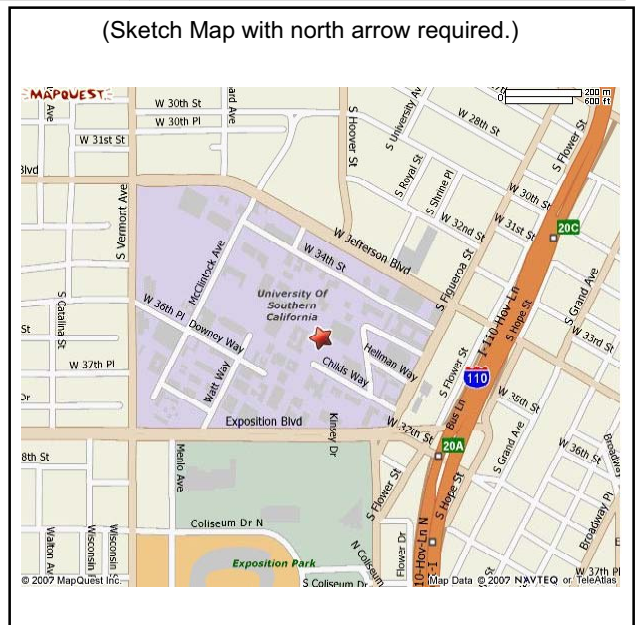 (Sketch Map with north arrow required.)
MAPQUEST
200 m
0
600 ft
Ave
W 30th St
W 30th Pl
W 31st St
ard Ave
S Hoover St
S University Av
W 28th St
S Flower St
Blvd
S Vermont Ave
S Royal St
S Shrine Pl
W 30th St
W 32nd St
W 31st St
20C
McClintock Ave
W Jefferson Blvd
W 34th St
S Figueroa St
S Grand Ave
University Of
Southern
California
I-110-Hov-Ln
S Hope St
S Catalina St
W 36th Pl
Downey Way
W 33rd St
St
Hellman Way
W 37th Pl
Childs Way
Watt Way
S Flower St
110
Dr
Bus Ln
W 35th St
Exposition Blvd
Kinsey Dr
20A
S Grand Ave
W 36th St
Broadway
8th St
Menlo Ave
S Flower St
S Hope St
Broadway Pl
Coliseum Dr N
Walton Av
Wisconsin
Wisconsin S
N Coliseum
Flower Dr
10-Hov-Ln N
Exposition Park
S Coliseum Dr
St
W 37th Pl
© 2007 MapQuest Inc.
Map Data © 2007 NAVTEQ or TeleAtlas